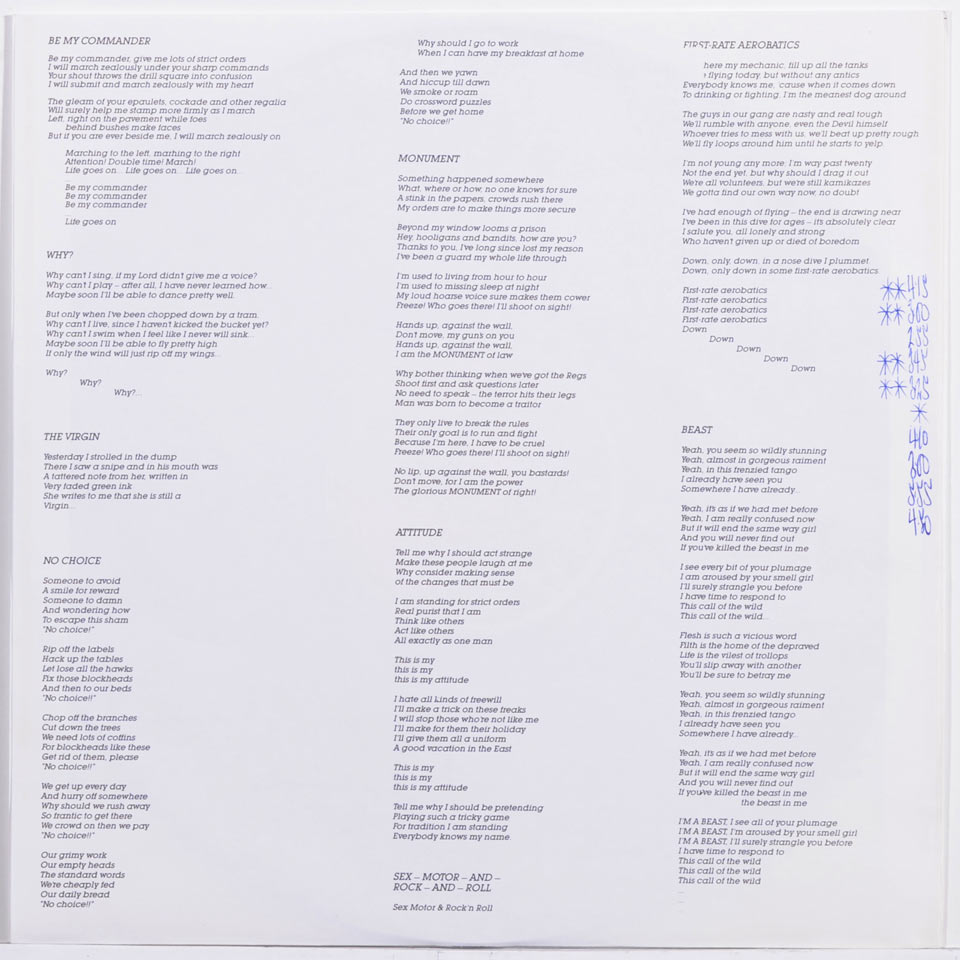 BE MY COMMANDER
Be my commander, give me lots of strict orders
I will march zealously under your sharp commands
Your shout throws the drill square into confusion
I will submit and march zealously with my heart
The gleam of your epaulets, cockade and other regalia
Will surely help me stamp more firmly as I march
Left, right on the pavement while foes
behind bushes make faces
But if you are ever beside me, I will march zealously on
Marching to the left, marhing to the right
Attention! Double time! March!
Life goes on... Life goes on... Life goes on...
Be my commander
Be my commander
Be my commander
Life goes on
WHY?
Why can't I sing, if my Lord didn't give me a voice?
Why can't I play – after all, I have never learned how...
Maybe soon I'll be able to dance pretty well.
But only when I've been chopped down by a tram.
Why can't I live, since I haven't kicked the bucket yet?
Why can't I swim when I feel like I never will sink...
Maybe soon I'll be able to fly pretty high
If only the wind will just rip off my wings...
Why?
Why?
Why?...
THE VIRGIN
Yesterday I strolled in the dump
There I saw a snipe and in his mouth was
A tattered note from her, written in
Very faded green ink
She writes to me that she is still a
Virgin...
NO CHOICE
Someone to avoid
A smile for reward
Someone to damn
And wondering how
To escape this sham
"No choice!"
Rip off the labels
Hack up the tables
Let lose all the hawks
Fix those blockheads
And then to our beds
"No choice!!"
Chop off the branches
Cut down the trees
We need lots of coffins
For blockheads like these
Get rid of them, please
"No choice!!"
We get up every day
And hurry off somewhere
Why should we rush away
So frantic to get there
We crowd on then we pay
"No choice!!"
Our grimy work
Our empty heads
The standard words
We're cheaply fed
Our daily bread
"No choice!!"
Why should I go to work
When I can have my breakfast at home
And then we yawn
And hiccup till dawn
We smoke or roam
Do crossword puzzles
Before we get home
"No choice!!"
MONUMENT
Something happened somewhere
What, where or how, no one knows for sure
A stink in the papers, crowds rush there
My orders are to make things more secure
Beyond my window looms a prison
Hey, hooligans and bandits, how are you?
Thanks to you, I've long since lost my reason
I've been a guard my whole life through
I'm used to living from hour to hour
I'm used to missing sleep at night
My loud hoarse voice sure makes them cower
Freeze! Who goes there! I'll shoot on sight!
Hands up, against the wall,
Don't move, my gun's on you
Hands up, against the wall,
I am the MONUMENT of law
Why bother thinking when we've got the Regs
Shoot first and ask questions later
No need to speak – the terror hits their legs
Man was born to become a traitor
They only live to break the rules
Their only goal is to run and fight
Because I'm here, I have to be cruel
Freeze! Who goes there! I'll shoot on sight!
No lip, up against the wall, you bastards!
Don't move, for I am the power
The glorious MONUMENT of right!
ATTITUDE
Tell me why I should act strange
Make these people laugh at me
Why consider making sense
of the changes that must be
I am standing for strict orders
Real purist that I am
Think like others
Act like others
All exactly as one man
This is my
this is my
this is my attitude
I hate all kinds of freewill
I'll make a trick on these freaks
I will stop those who're not like me
I'll make for them their holiday
I'll give them all a uniform
A good vacation in the East
This is my
this is my
this is my attitude
Tell me why I should be pretending
Playing such a tricky game
For tradition I am standing
Everybody knows my name.
SEX – MOTOR – AND –
ROCK – AND – ROLL
Sex Motor & Rock'n Roll
FIRST-RATE AEROBATICS
here my mechanic, fill up all the tanks
flying today, but without any antics
Everybody knows me, 'cause when it comes down
To drinking or fighting, I'm the meanest dog around
The guys in our gang are nasty and real tough
We'll rumble with anyone, even the Devil himself
Whoever tries to mess with us, we'll beat up pretty rough
We'll fly loops around him until he starts to yelp.
I'm not young any more; I'm way past twenty
Not the end yet, but why should I drag it out
We're all volunteers, but we're still kamikazes
We gotta find our own way now, no doubt
I've had enough of flying – the end is drawing near
I've been in this dive for ages – it's absolutely clear
I salute you, all lonely and strong
Who haven't given up or died of boredom
Down, only down, in a nose dive I plummet
Down, only down in some first-rate aerobatics.
First-rate aerobatics
First-rate aerobatics
First-rate aerobatics
First-rate aerobatics
Down
Down
Down
Down
Down
BEAST
Yeah, you seem so wildly stunning
Yeah, almost in gorgeous raiment
Yeah, in this frenzied tango
I already have seen you
Somewhere I have already...
Yeah, it's as if we had met before
Yeah, I am really confused now
But it will end the same way girl
And you will never find out
If you've killed the beast in me
I see every bit of your plumage
I am aroused by your smell girl
I'll surely strangle you before
I have time to respond to
This call of the wild
This call of the wild...
Flesh is such a vicious word
Filth is the home of the depraved
Life is the vilest of trollops
You'll slip away with another
You'll be sure to betray me
Yeah, you seem so wildly stunning
Yeah, almost in gorgeous raiment
Yeah, in this frenzied tango
I already have seen you
Somewhere I have already...
Yeah, it's as if we had met before
Yeah, I am really confused now
But it will end the same way girl
And you will never find out
If you've killed the beast in me
the beast in me
I'M A BEAST, I see all of your plumage
I'M A BEAST, I'm aroused by your smell girl
I'M A BEAST, I'll surely strangle you before
I have time to respond to
This call of the wild
This call of the wild
This call of the wild